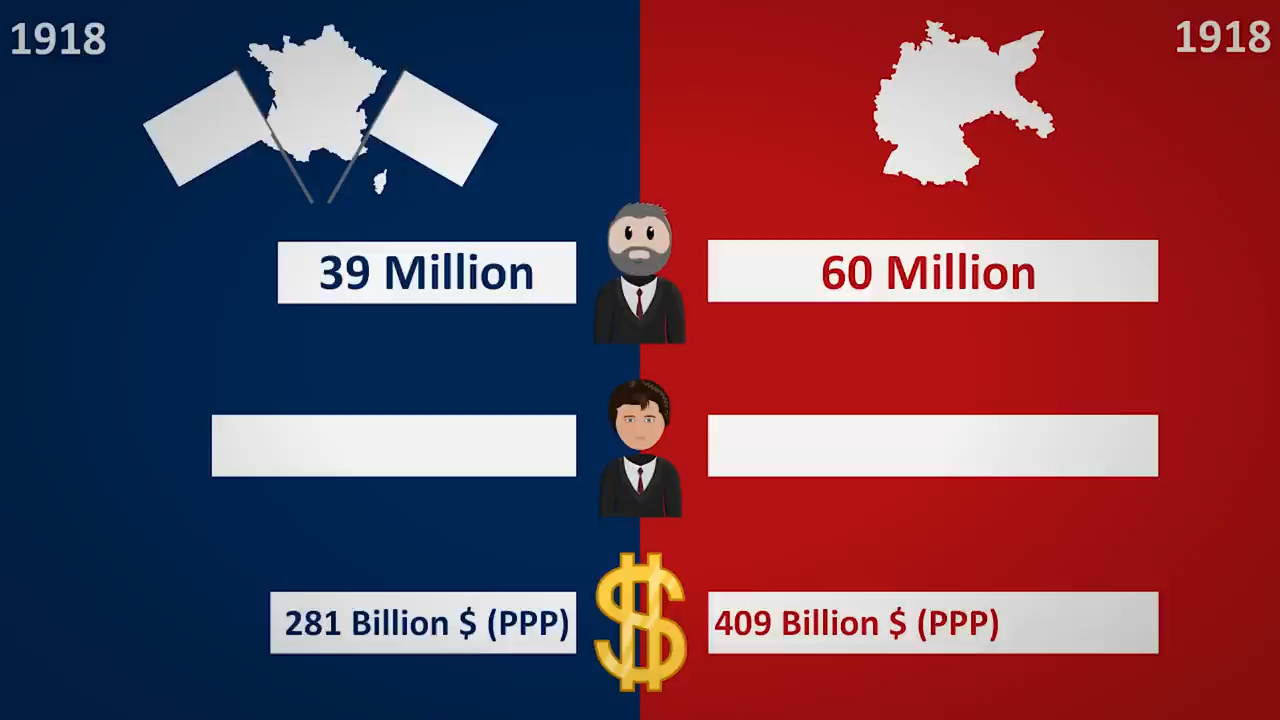 1918
1918
39 Million
60 Million
281 Billion $ (PPP)
409 Billion $ (PPP)